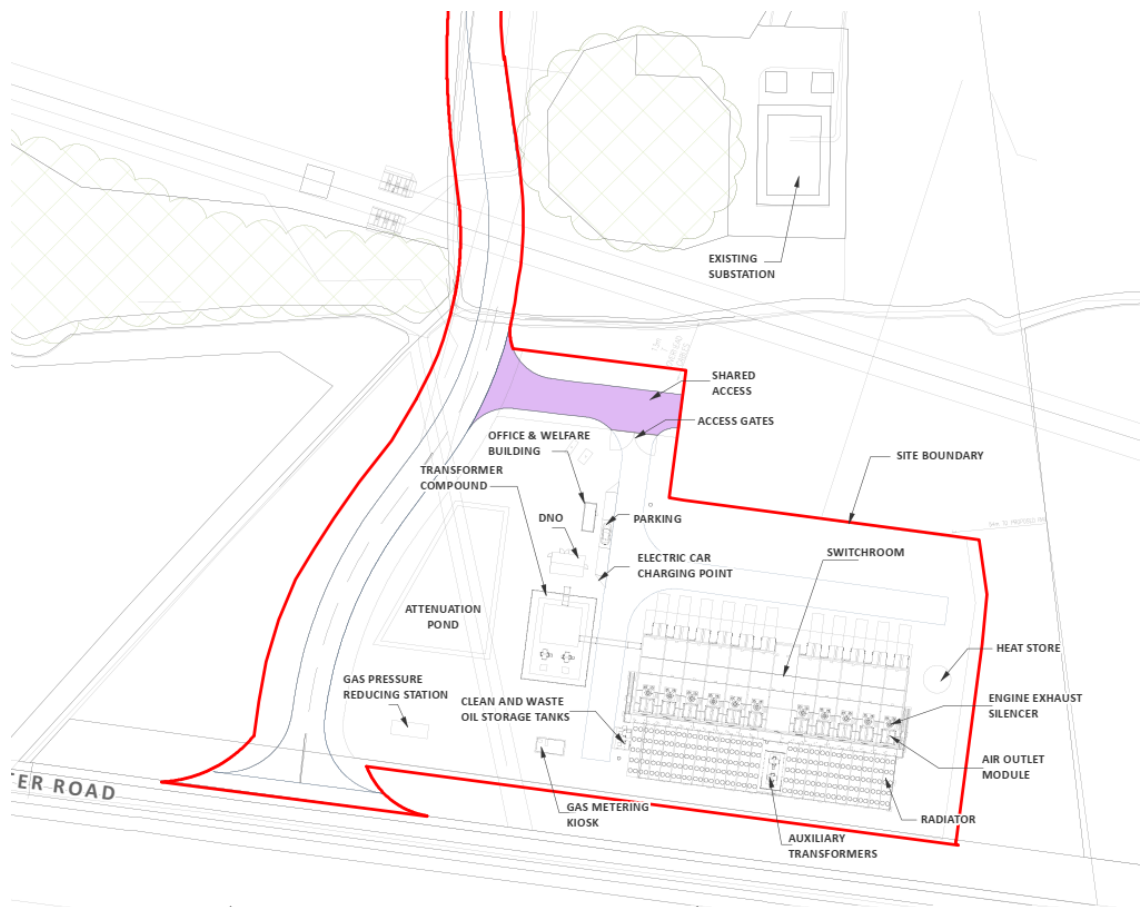 EXISTING
SUBSTATION
SHARED
ACCESS
ACCESS GATES
OFFICE & WELFARE
BUILDING
SITE BOUNDARY
TRANSFORMER
COMPOUND
DNO
PARKING
SWITCHROOM
ELECTRIC CAR
CHARGING POINT
ATTENUATION
POND
HEAT STORE
GAS PRESSURE
REDUCING STATION
CLEAN AND WASTE
OIL STORAGE TANKS
ENGINE EXHAUST
SILENCER
AIR OUTLET
MODULE
TER ROAD
GAS METERING
KIOSK
RADIATOR
AUXILIARY
TRANSFORMERS